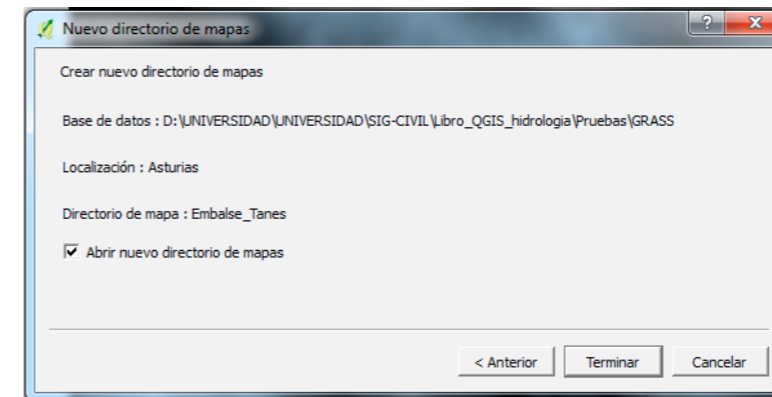 Nuevo directorio de mapas
Crear nuevo directorio de mapas
Base de datos : D:\UNIVERSIDAD\UNIVERSIDAD\SIG-CIVIL\Libro_QGIS_hidrologia\Pruebas\GRASS
Localización : Asturias
Directorio de mapa : Embalse_Tanes
Abrir nuevo directorio de mapas
< Anterior Terminar Cancelar